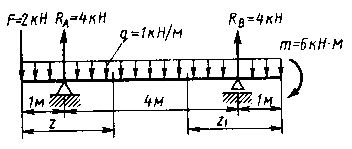 F=2кН R_A=4кН R_B=4кН
q=1кН/м m=6кН·м
1м 4м 1м
z z₁